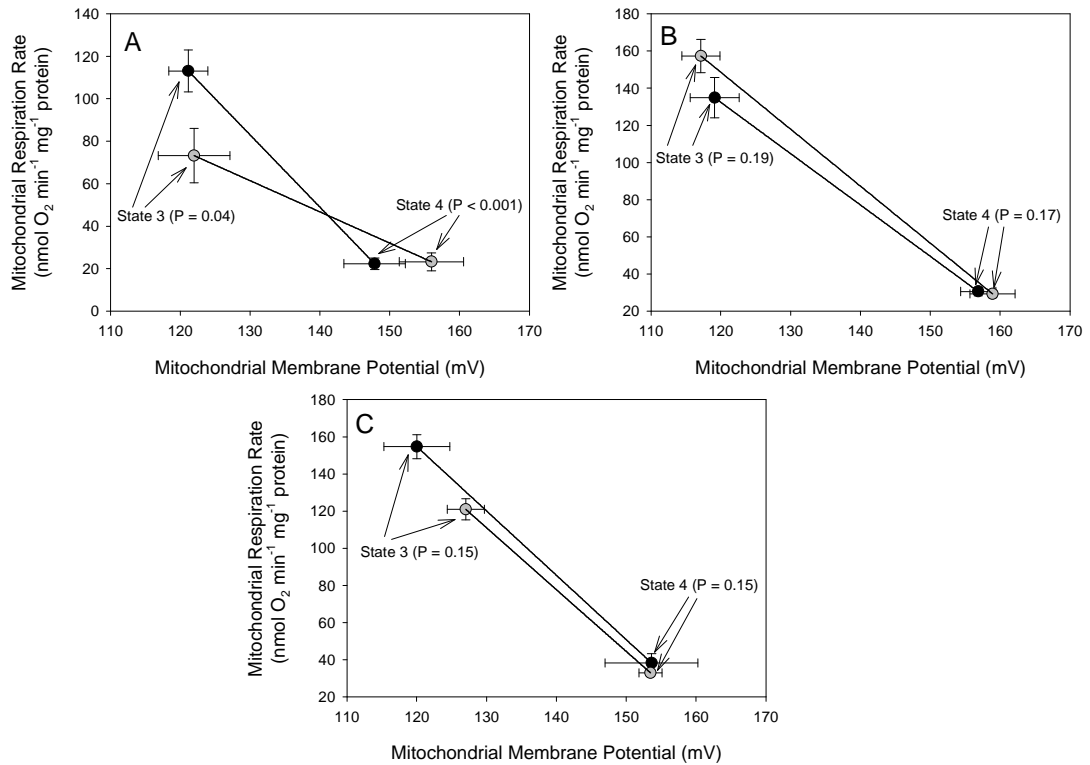 A
Mitochondrial Respiration Rate
(nmol O₂ min⁻¹ mg⁻¹ protein)
140
120
100
80
60
40
20
0
State 3 (P = 0.04)
State 4 (P < 0.001)
110 120 130 140 150 160 170
Mitochondrial Membrane Potential (mV)
B
Mitochondrial Respiration Rate
(nmol O₂ min⁻¹ mg⁻¹ protein)
180
160
140
120
100
80
60
40
20
State 3 (P = 0.19)
State 4 (P = 0.17)
110 120 130 140 150 160 170
Mitochondrial Membrane Potential (mV)
C
Mitochondrial Respiration Rate
(nmol O₂ min⁻¹ mg⁻¹ protein)
180
160
140
120
100
80
60
40
20
State 3 (P = 0.15)
State 4 (P = 0.15)
110 120 130 140 150 160 170
Mitochondrial Membrane Potential (mV)